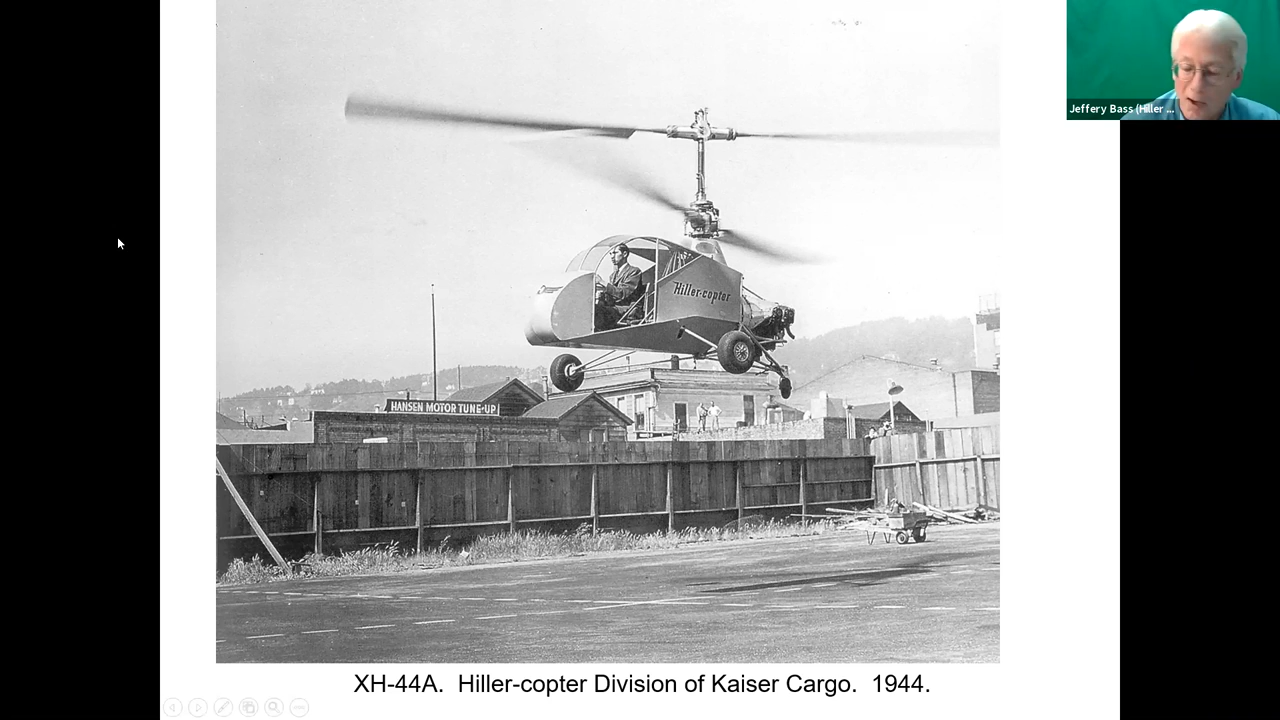 Jeffery Bass (Hiller ...
Hiller-copter
HANSEN MOTOR TUNE-UP
XH-44A. Hiller-copter Division of Kaiser Cargo. 1944.